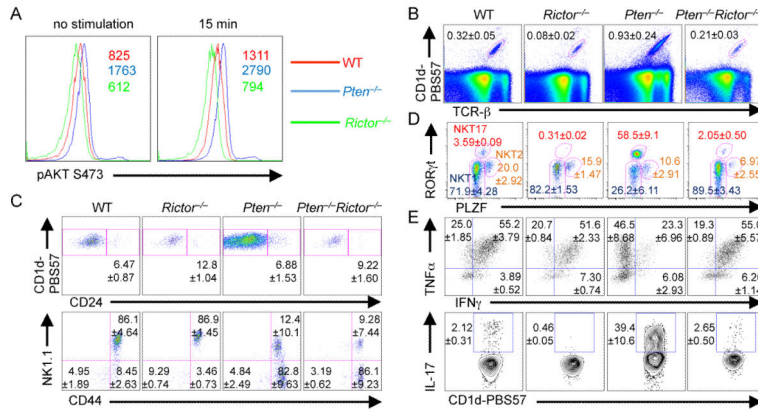 A
no stimulation
15 min
825
1763
612
1311
2790
794
WT
Pten–/–
Rictor–/–
pAKT S473
B
WT
Rictor–/–
Pten–/–
Pten–/–Rictor–/–
0.32±0.05
0.08±0.02
0.93±0.24
0.21±0.03
CD1d-
PBS57
TCR-β
D
NKT17
3.59±0.09
NKT2
20.0
±2.92
NKT1
71.9±4.28
0.31±0.02
15.9
±1.47
82.2±1.53
58.5±9.1
10.6
±2.91
26.2±6.11
2.05±0.50
6.97
±2.55
89.5±3.43
RORγt
PLZF
C
WT
Rictor–/–
Pten–/–
Pten–/–Rictor–/–
6.47
±0.87
12.8
±1.04
6.88
±1.53
9.22
±1.60
CD1d-
PBS57
CD24
86.1
±4.64
4.95
±1.89
8.45
±2.63
86.9
±1.45
9.29
±0.74
3.46
±0.73
12.4
±10.1
4.84
±2.49
82.8
±9.63
9.28
±7.44
3.19
±0.62
86.1
±9.23
NK1.1
CD44
E
25.0
±1.85
55.2
±3.79
3.89
±0.52
20.7
±0.84
51.6
±2.33
7.30
±0.74
46.5
±8.68
23.3
±6.96
6.08
±2.93
19.3
±0.89
±5.57
±1.14
TNFα
IFNγ
2.12
±0.31
0.46
±0.05
39.4
±10.6
2.65
±0.50
IL-17
CD1d-PBS57